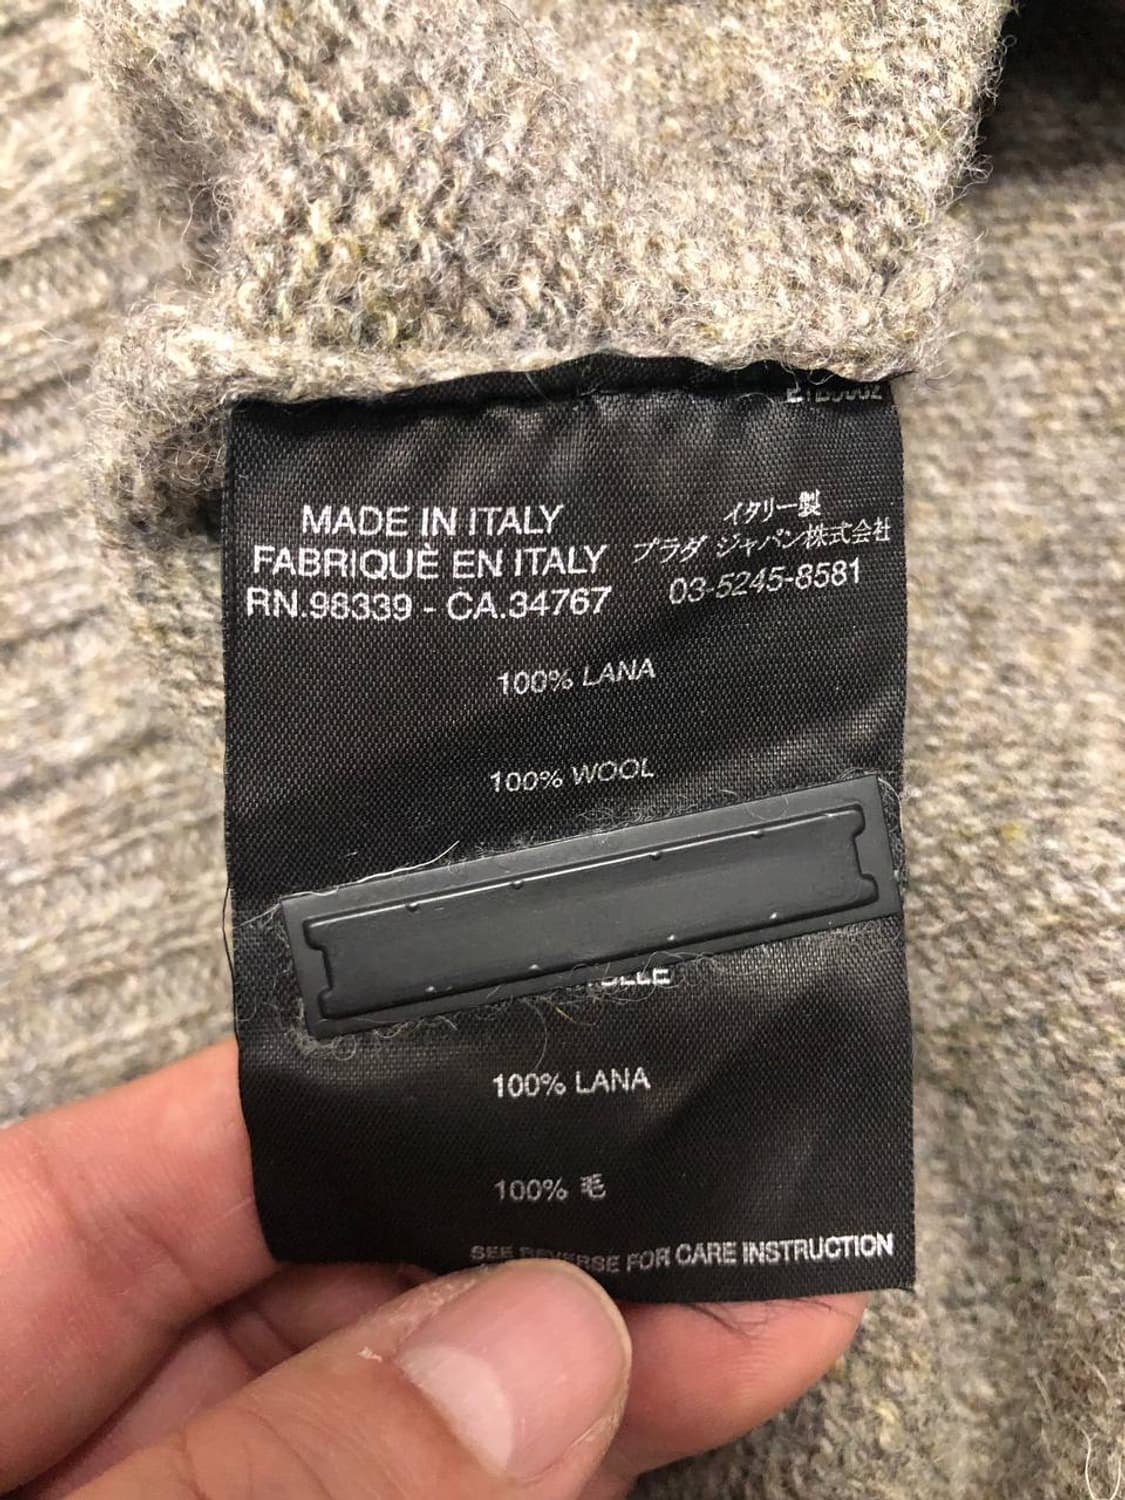 MADE IN ITALY
FABRIQUÈ EN ITALY
RN.98339 - CA.34767
イタリー製
プラダ ジャパン株式会社
03-5245-8581
100% LANA
100% WOOL
100% LANA
100% 毛
SEE REVERSE FOR CARE INSTRUCTION